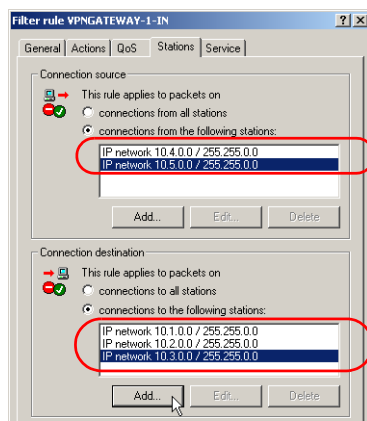 Filter rule VPNGATEWAY-1-IN
General Actions QoS Stations Service
Connection source
This rule applies to packets on
connections from all stations
connections from the following stations:
IP network 10.4.0.0 / 255.255.0.0
IP network 10.5.0.0 / 255.255.0.0
Add... Edit... Delete
Connection destination
This rule applies to packets on
connections to all stations
connections to the following stations:
IP network 10.1.0.0 / 255.255.0.0
IP network 10.2.0.0 / 255.255.0.0
IP network 10.3.0.0 / 255.255.0.0
Add... Edit... Delete